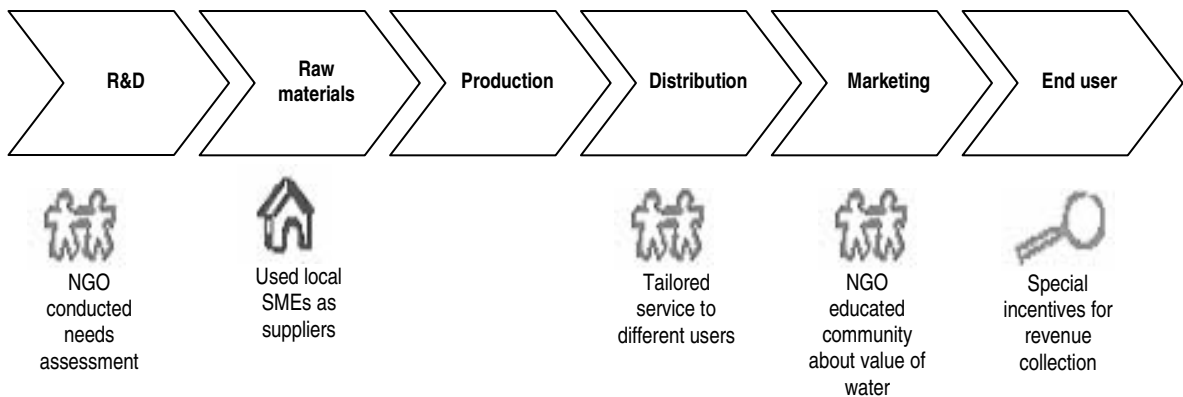 R&D
Raw
materials
Production
Distribution
Marketing
End user
NGO
conducted
needs
assessment
Used local
SMEs as
suppliers
Tailored
service to
different users
NGO
educated
community
about value of
water
Special
incentives for
revenue
collection